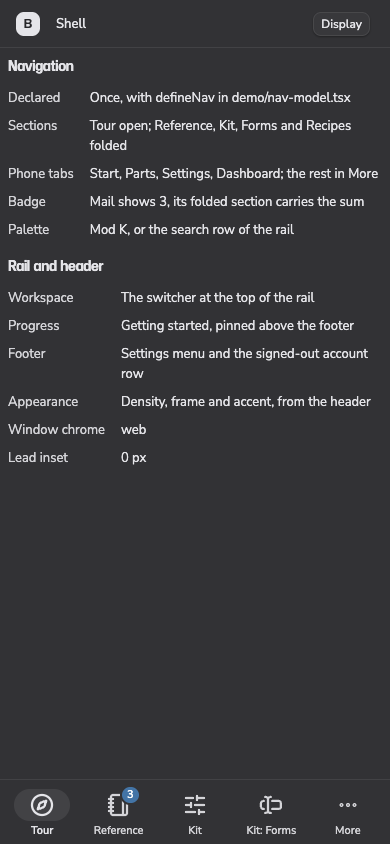 B Shell Display
Navigation
Declared Once, with defineNav in demo/nav-model.tsx
Sections Tour open; Reference, Kit, Forms and Recipes
folded
Phone tabs Start, Parts, Settings, Dashboard; the rest in More
Badge Mail shows 3, its folded section carries the sum
Palette Mod K, or the search row of the rail
Rail and header
Workspace The switcher at the top of the rail
Progress Getting started, pinned above the footer
Footer Settings menu and the signed-out account
row
Appearance Density, frame and accent, from the header
Window chrome web
Lead inset 0 px
3
Tour Reference Kit Kit: Forms More